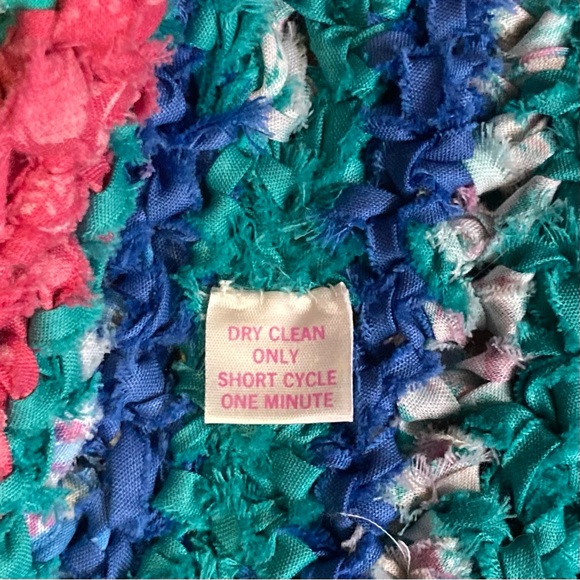 DRY CLEAN
ONLY
SHORT CYCLE
ONE MINUTE